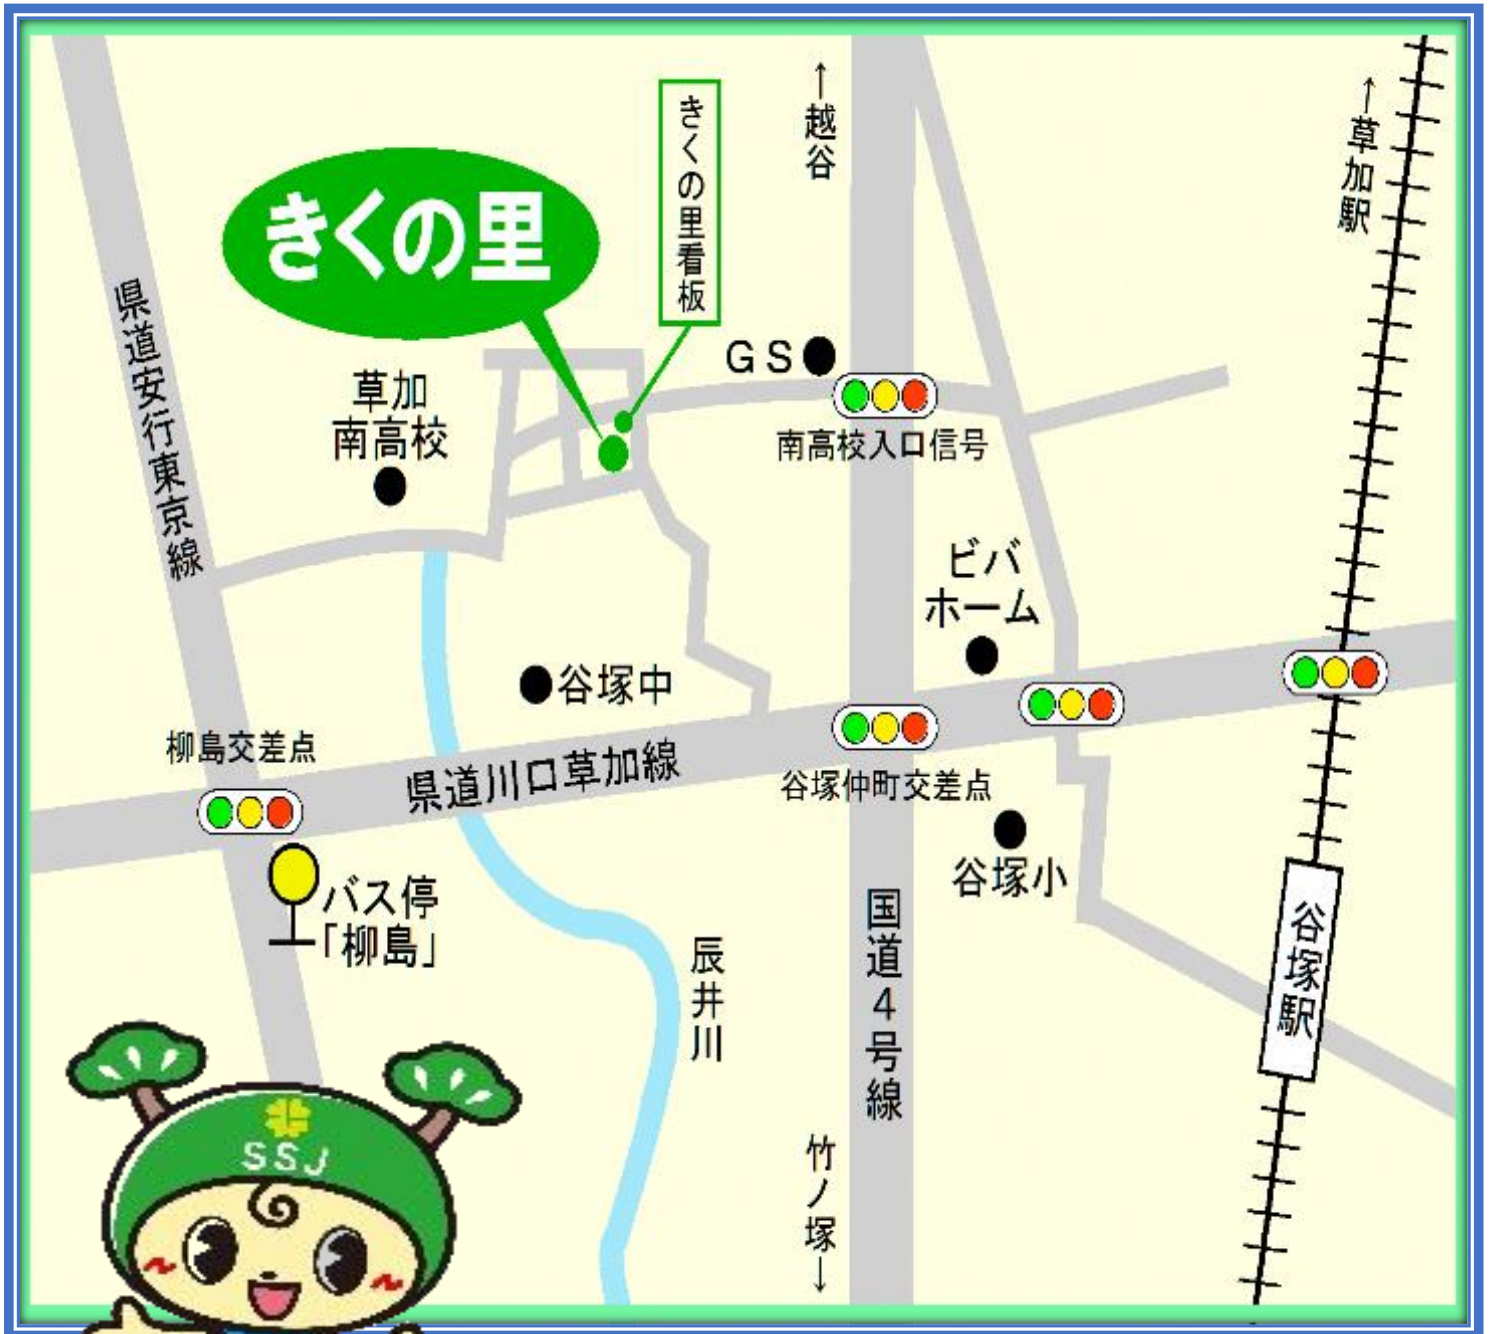 ↑越谷
↑草加駅
きくの里看板
きくの里
県道安行東京線
GS
草加
南高校
南高校入口信号
ビバ
ホーム
谷塚中
柳島交差点
県道川口草加線
谷塚仲町交差点
谷塚小
バス停
「柳島」
国道4号線
谷塚駅
辰井川
竹ノ塚↓
SSJ